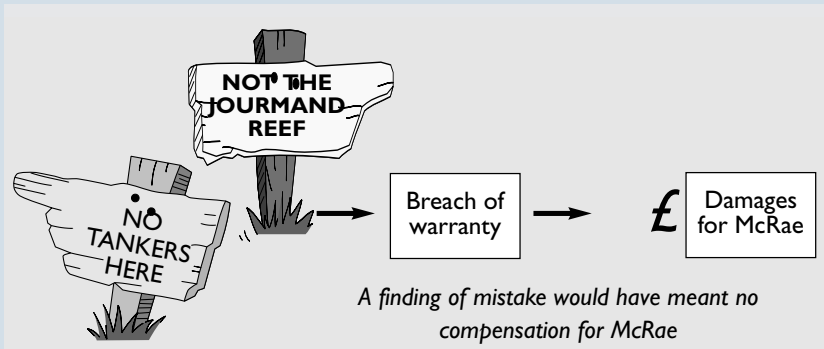 NOT THE
JOURMAND
REEF
NO
TANKERS
HERE
Breach of
warranty
£
Damages
for McRae
A finding of mistake would have meant no
compensation for McRae